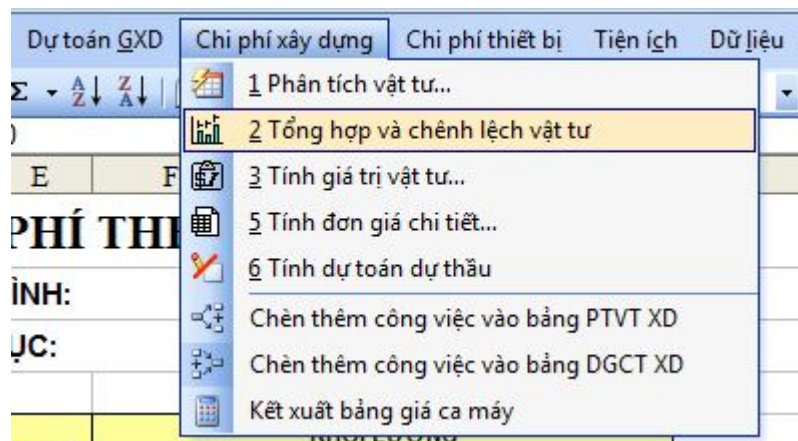 Dự toán GXD Chi phí xây dựng Chi phí thiết bị Tiện ích Dữ liệu
Σ A Z Z A
1 Phân tích vật tư...
2 Tổng hợp và chênh lệch vật tư
E F
3 Tính giá trị vật tư...
PHÍ THE
5 Tính đơn giá chi tiết...
6 Tính dự toán dự thầu
ÌNH:
Chèn thêm công việc vào bảng PTVT XD
ỤC:
Chèn thêm công việc vào bảng DGCT XD
Kết xuất bảng giá ca máy